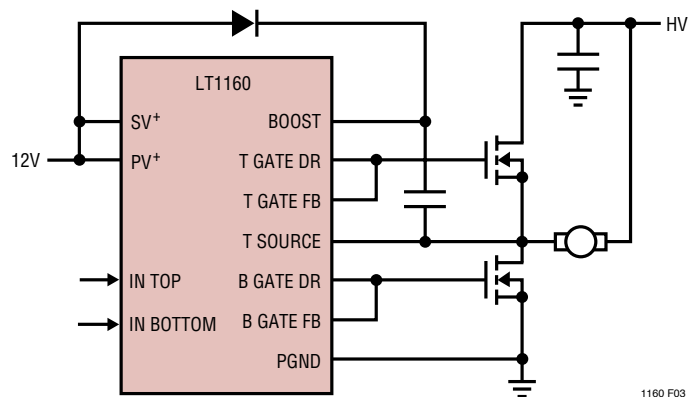 HV
LT1160
SV+
BOOST
12V
PV+
T GATE DR
T GATE FB
T SOURCE
IN TOP
B GATE DR
IN BOTTOM
B GATE FB
PGND
1160 F03